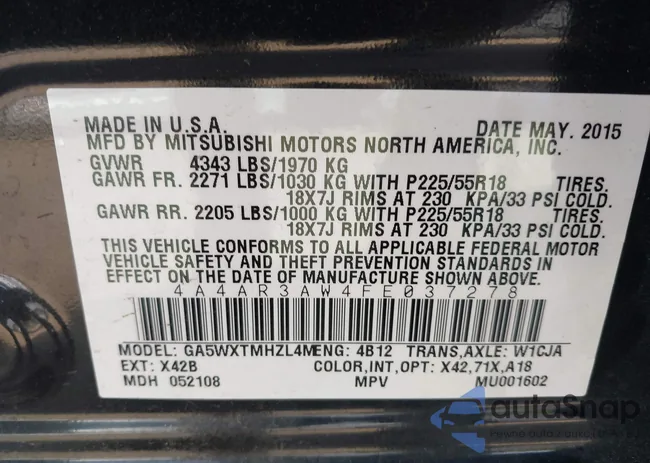 MADE IN U.S.A. DATE MAY. 2015
MFD BY MITSUBISHI MOTORS NORTH AMERICA, INC.
GVWR 4343 LBS/1970 KG
GAWR FR. 2271 LBS/1030 KG WITH P225/55R18 TIRES.
18X7J RIMS AT 230 KPA/33 PSI COLD.
GAWR RR. 2205 LBS/1000 KG WITH P225/55R18 TIRES.
18X7J RIMS AT 230 KPA/33 PSI COLD.
THIS VEHICLE CONFORMS TO ALL APPLICABLE FEDERAL MOTOR
VEHICLE SAFETY AND THEFT PREVENTION STANDARDS IN
EFFECT ON THE DATE OF MANUFACTURE SHOWN ABOVE.
4A4AR3AW4FE037278
MODEL: GA5WXTMHZL4M ENG: 4B12 TRANS,AXLE: W1CJA
EXT: X42B COLOR,INT,OPT: X42,71X,A18
MDH 052108 MPV MU001602
autoSnap